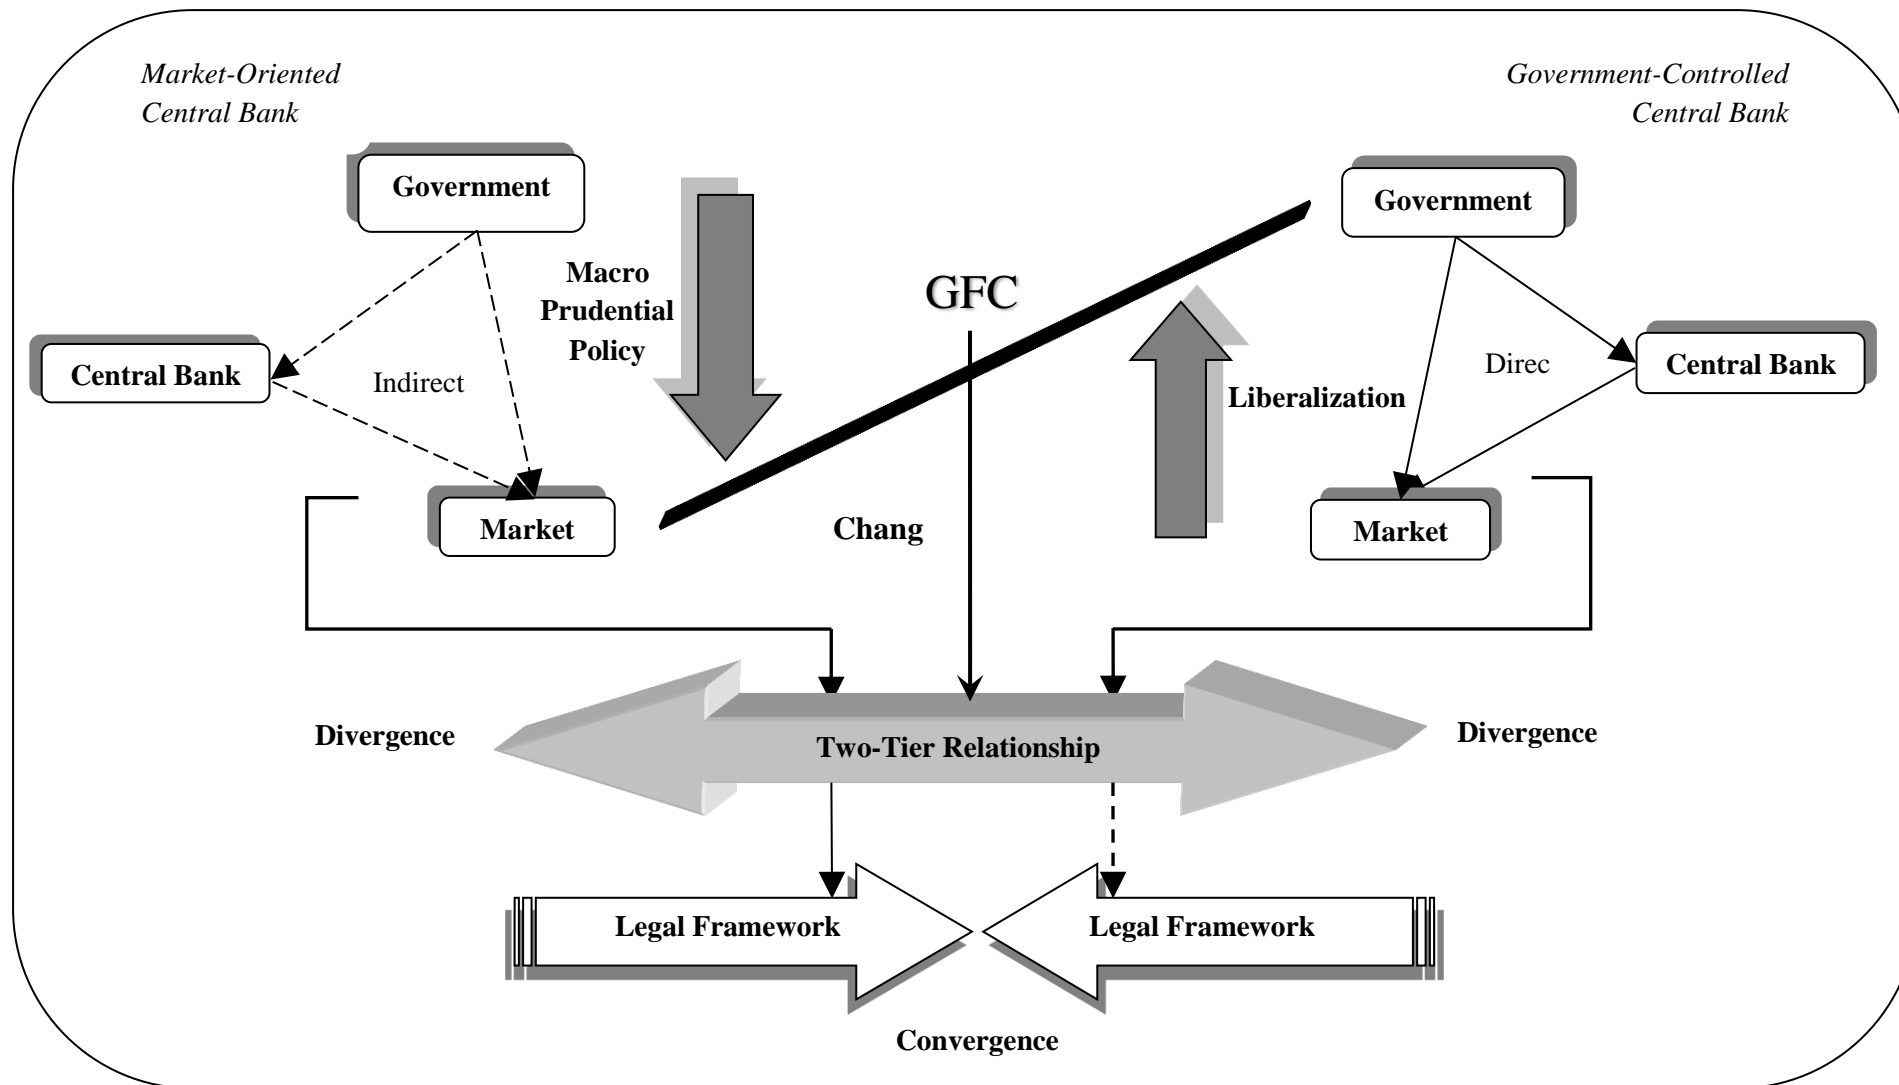 Market-Oriented
Central Bank
Government-Controlled
Central Bank
Government
Government
Macro
Prudential
Policy
GFC
Central Bank
Indirect
Direc
Central Bank
Liberalization
Market
Chang
Market
Divergence
Two-Tier Relationship
Divergence
Legal Framework
Legal Framework
Convergence